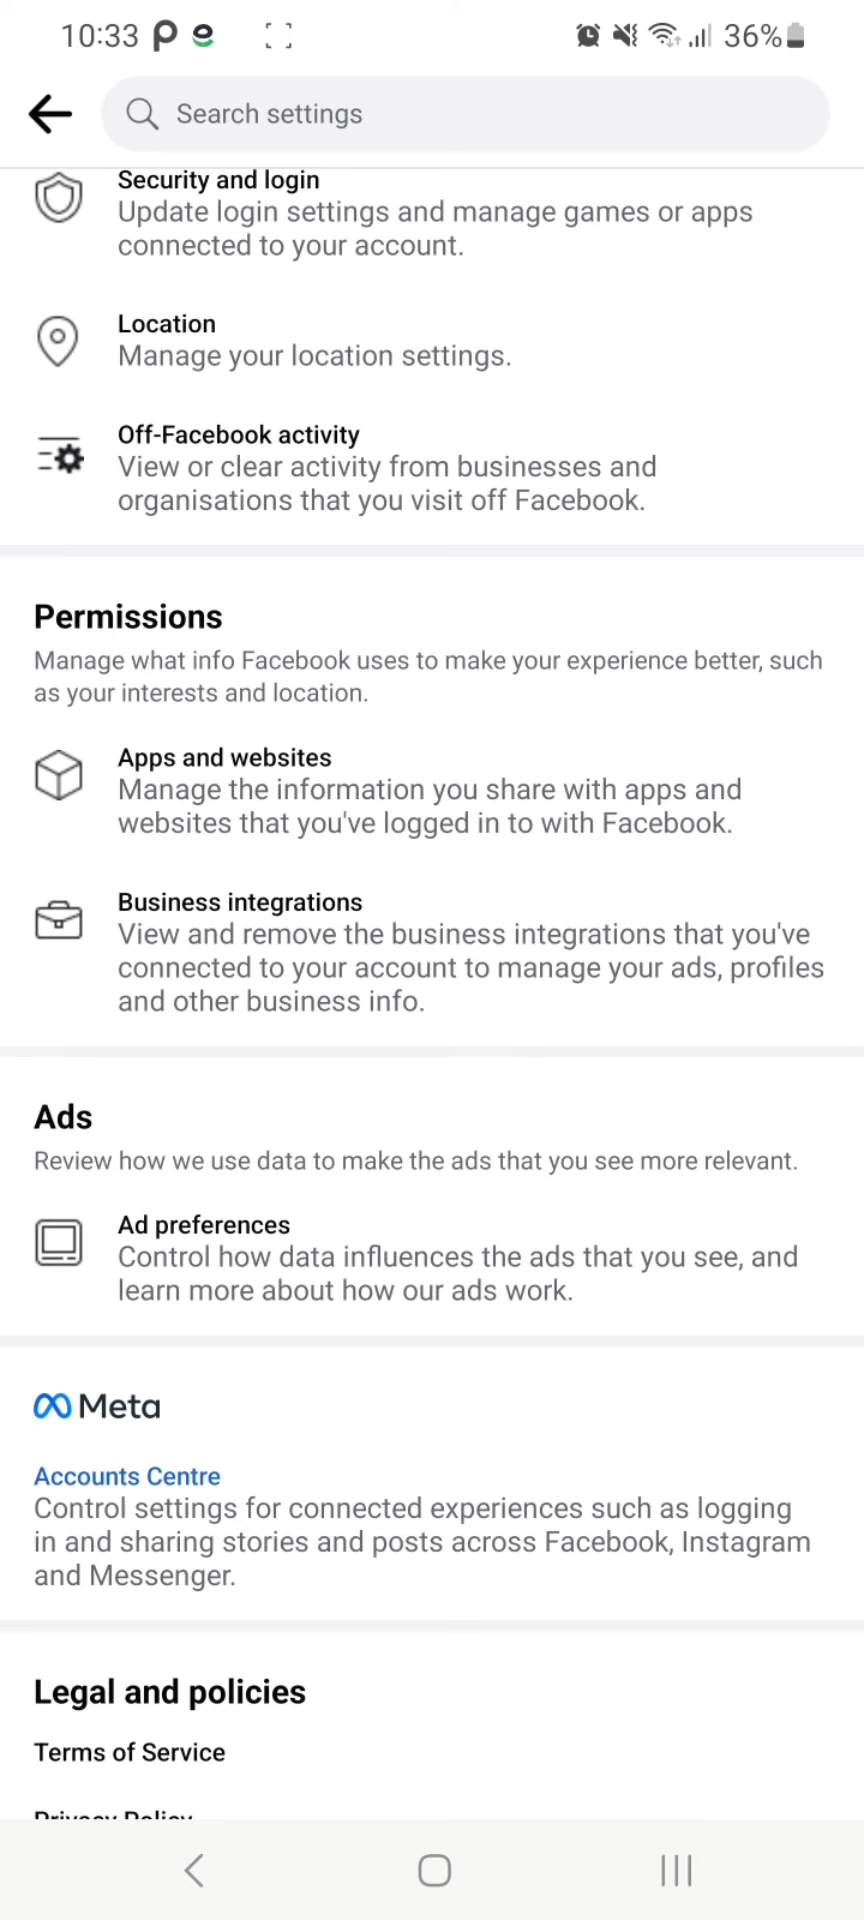 10:33
36%
Search settings
Security and login
Update login settings and manage games or apps
connected to your account.
Location
Manage your location settings.
Off-Facebook activity
View or clear activity from businesses and
organisations that you visit off Facebook.
Permissions
Manage what info Facebook uses to make your experience better, such
as your interests and location.
Apps and websites
Manage the information you share with apps and
websites that you've logged in to with Facebook.
Business integrations
View and remove the business integrations that you've
connected to your account to manage your ads, profiles
and other business info.
Ads
Review how we use data to make the ads that you see more relevant.
Ad preferences
Control how data influences the ads that you see, and
learn more about how our ads work.
Meta
Accounts Centre
Control settings for connected experiences such as logging
in and sharing stories and posts across Facebook, Instagram
and Messenger.
Legal and policies
Terms of Service
Privacy Policy